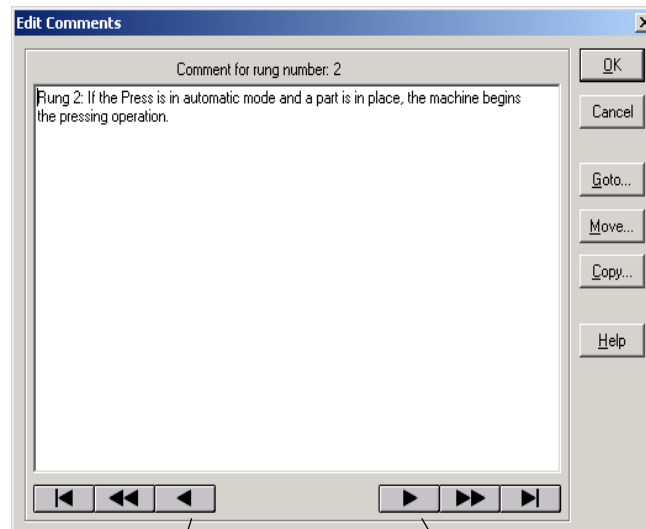 Edit Comments
Comment for rung number: 2
Rung 2: If the Press is in automatic mode and a part is in place, the machine begins
the pressing operation.
OK
Cancel
Goto...
Move...
Copy...
Help